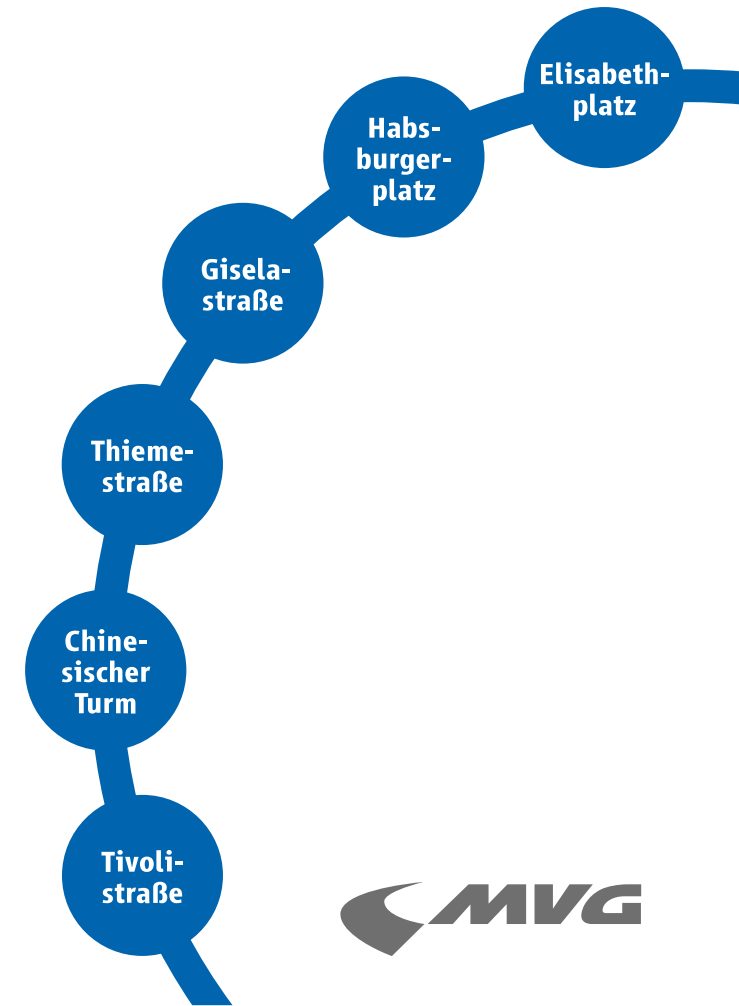 Elisabeth-
platz
Habs-
burger-
platz
Gisela-
straße
Thieme-
straße
Chine-
sischer
Turm
Tivoli-
straße
MVG